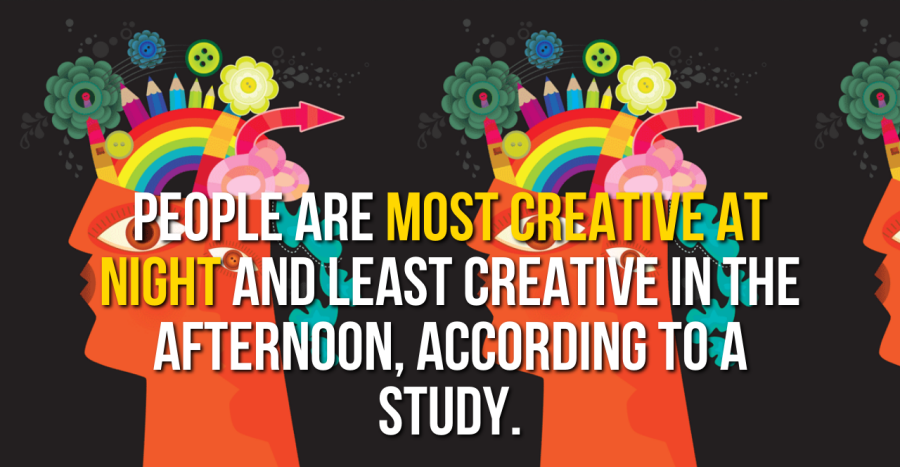 PEOPLE ARE MOST CREATIVE AT
NIGHT AND LEAST CREATIVE IN THE
AFTERNOON, ACCORDING TO A
STUDY.